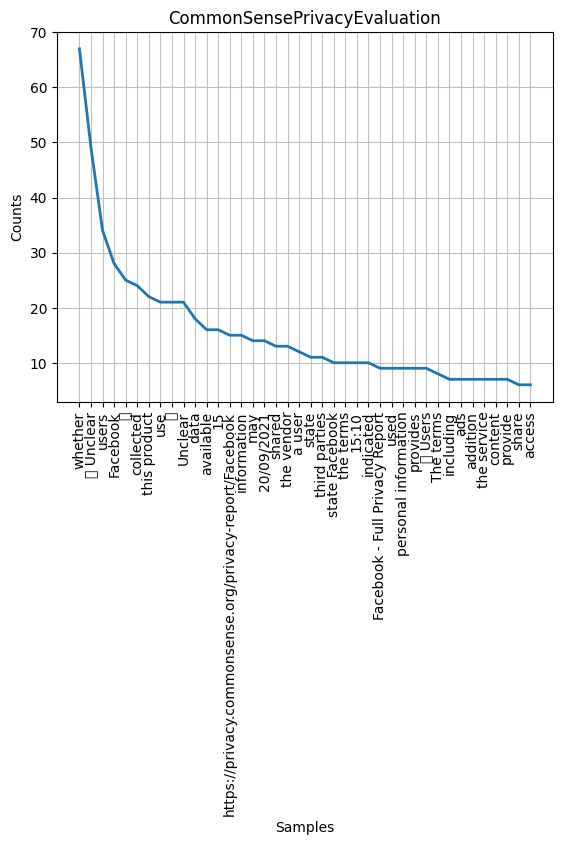 CommonSensePrivacyEvaluation
70
60
50
40
30
20
10
Counts
whether
Unclear
users
Facebook
collected
this product
use
Unclear
data
available
15
https://privacy.commonsense.org/privacy-report/Facebook
information
may
20/09/2021
shared
the vendor
a user
state
third parties
state Facebook
the terms
15:10
indicated
Facebook - Full Privacy Report
used
personal information
provides
Users
The terms
including
ads
addition
the service
content
provide
share
access
Samples